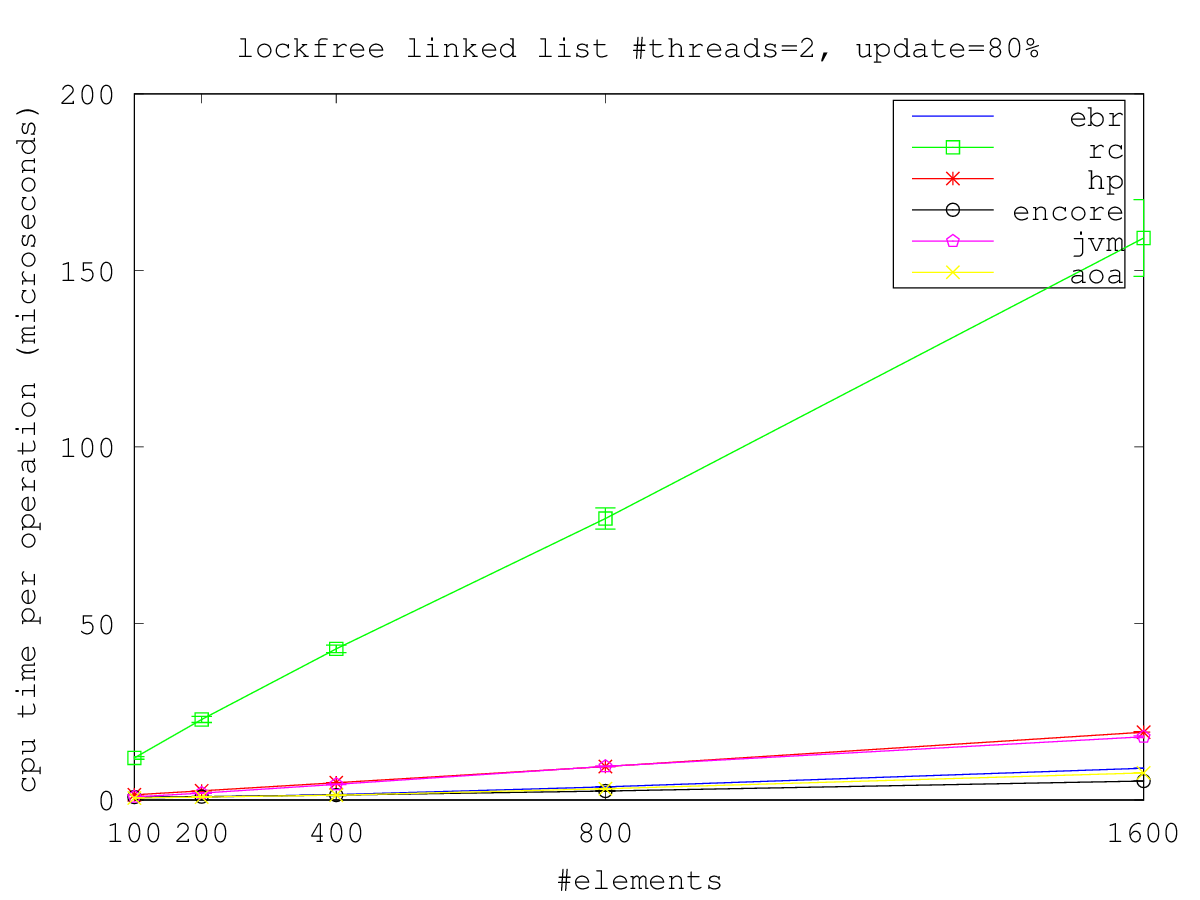 lockfree linked list #threads=2, update=80%
200
150
100
50
0
cpu time per operation (microseconds)
ebr
rc
hp
encore
jvm
aoa
100 200 400 800 1600
#elements